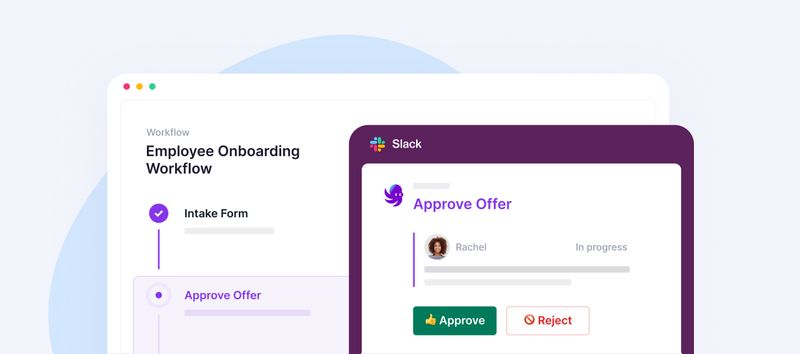 Workflow
Employee Onboarding
Workflow
Intake Form
Approve Offer
Slack
Approve Offer
Rachel
In progress
👍 Approve
🚫 Reject